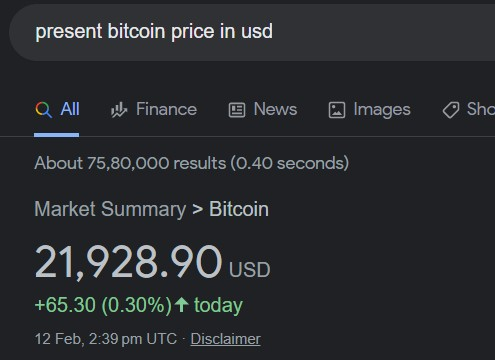 present bitcoin price in usd
All Finance News Images Sho
About 75,80,000 results (0.40 seconds)
Market Summary > Bitcoin
21,928.90 USD
+65.30 (0.30%) today
12 Feb, 2:39 pm UTC · Disclaimer